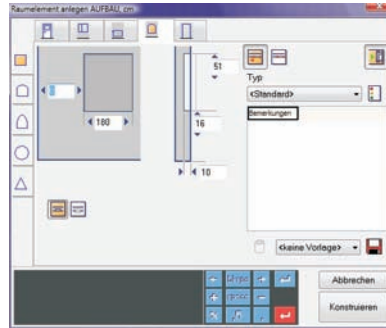 Raumelement anlegen AUFBAU, cm
51
Typ
<Standard>
180
16
Bemerkungen
10
<keine Vorlage>
Abbrechen
Konstruieren